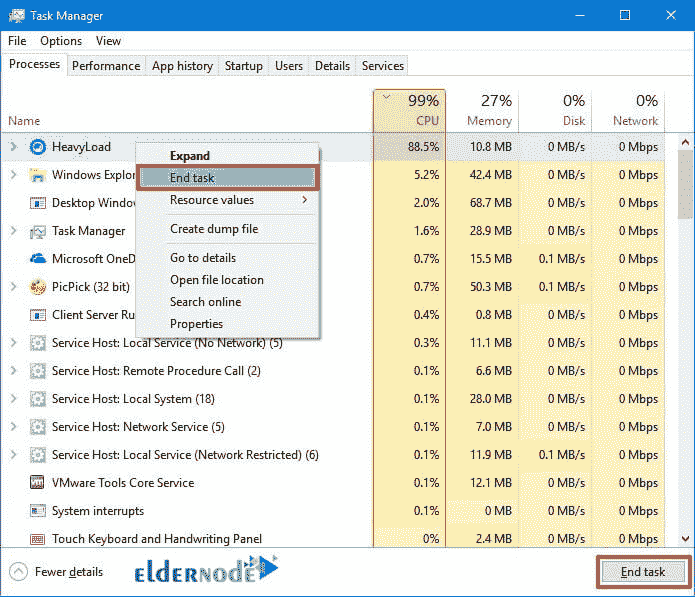 Task Manager
File Options View
Processes Performance App history Startup Users Details Services
99% 27% 0% 0%
Name CPU Memory Disk Network
HeavyLoad 88.5% 10.8 MB 0 MB/s 0 Mbps
Windows Explor 5.2% 42.4 MB 0 MB/s 0 Mbps
Desktop Window 2.0% 68.7 MB 0 MB/s 0 Mbps
Task Manager 1.6% 28.9 MB 0 MB/s 0 Mbps
Microsoft OneD 0.7% 15.5 MB 0.1 MB/s 0 Mbps
PicPick (32 bit) 0.7% 50.3 MB 0.1 MB/s 0 Mbps
Client Server Ru 0.4% 0.8 MB 0 MB/s 0 Mbps
Service Host: Local Service (No Network) (5) 0.3% 11.1 MB 0 MB/s 0 Mbps
Service Host: Remote Procedure Call (2) 0.1% 6.6 MB 0 MB/s 0 Mbps
Service Host: Local System (18) 0.1% 28.0 MB 0 MB/s 0 Mbps
Service Host: Network Service (5) 0.1% 7.0 MB 0 MB/s 0 Mbps
Service Host: Local Service (Network Restricted) (6) 0.1% 11.9 MB 0.1 MB/s 0 Mbps
VMware Tools Core Service 0.1% 12.1 MB 0 MB/s 0 Mbps
System interrupts 0.1% 0 MB 0 MB/s 0 Mbps
Touch Keyboard and Handwriting Panel 0% 2.4 MB 0 MB/s 0 Mbps
Expand
End task
Resource values
Create dump file
Go to details
Open file location
Search online
Properties
Fewer details
ELDERNODE
End task